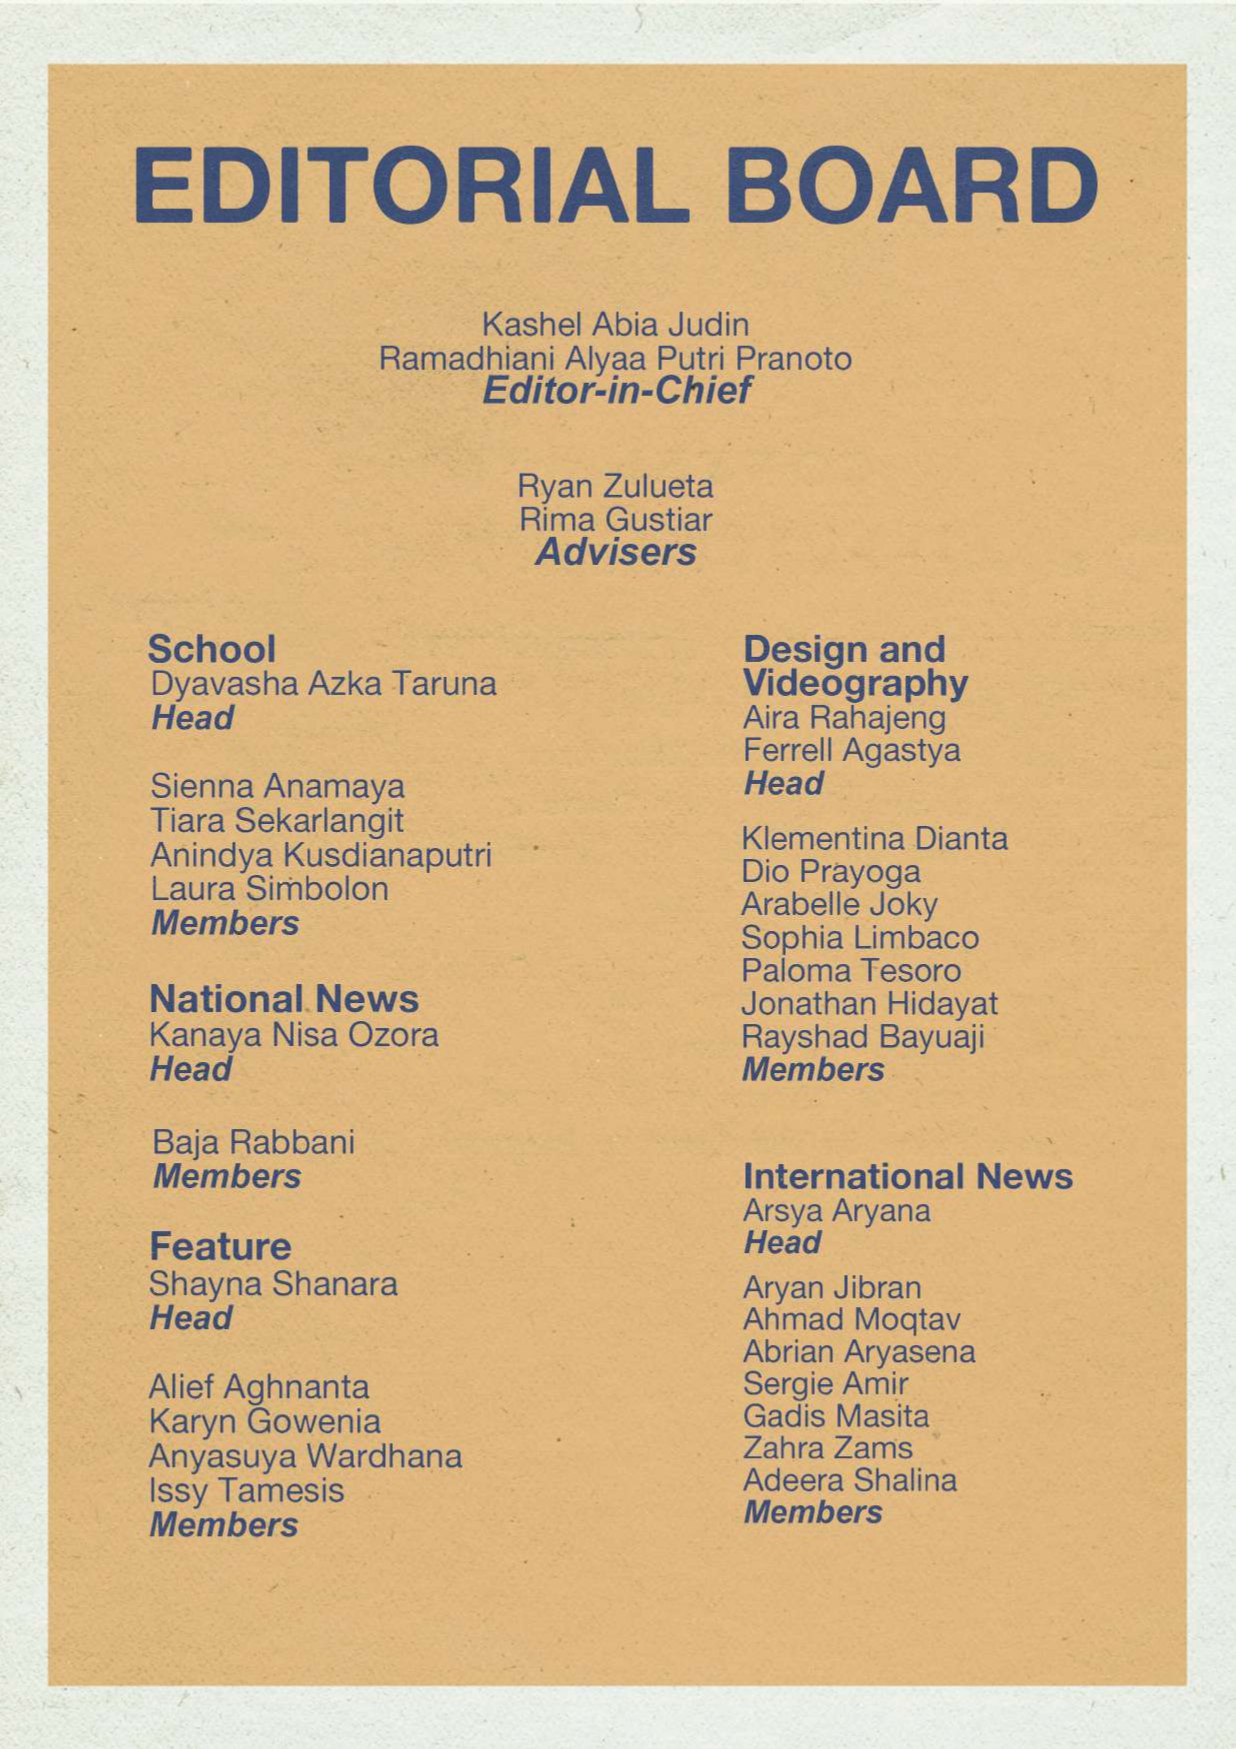 EDITORIAL BOARD
Kashel Abia Judin
Ramadhiani Alyaa Putri Pranoto
Editor-in-Chief
Ryan Zulueta
Rima Gustiar
Advisers
School
Dyavasha Azka Taruna
Head
Sienna Anamaya
Tiara Sekarlangit
Anindya Kusdianaputri
Laura Simbolon
Members
National News
Kanaya Nisa Ozora
Head
Baja Rabbani
Members
Feature
Shayna Shanara
Head
Alief Aghnanta
Karyn Gowenia
Anyasuya Wardhana
Issy Tamesis
Members
Design and
Videography
Aira Rahajeng
Ferrell Agastya
Head
Klementina Dianta
Dio Prayoga
Arabelle Joky
Sophia Limbaco
Paloma Tesoro
Jonathan Hidayat
Rayshad Bayuaji
Members
International News
Arsya Aryana
Head
Aryan Jibran
Ahmad Moqtav
Abrian Aryasena
Sergie Amir
Gadis Masita
Zahra Zams
Adeera Shalina
Members